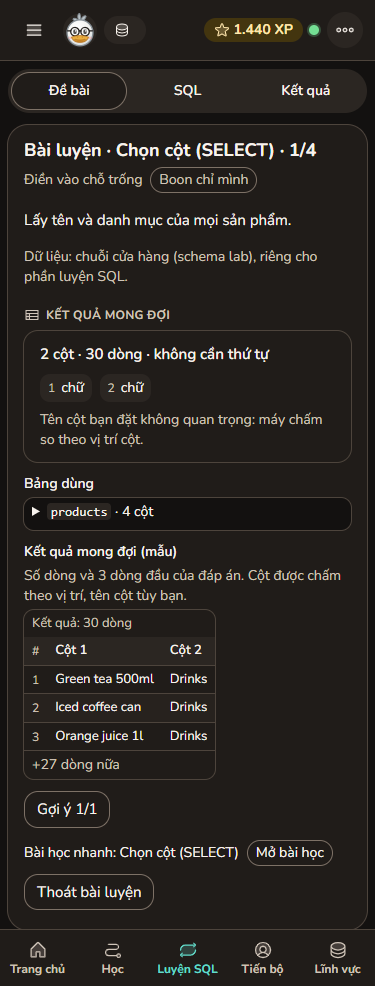 1.440 XP
Đề bài SQL Kết quả
Bài luyện · Chọn cột (SELECT) · 1/4
Điền vào chỗ trống Boon chỉ mình
Lấy tên và danh mục của mọi sản phẩm.
Dữ liệu: chuỗi cửa hàng (schema lab), riêng cho
phần luyện SQL.
KẾT QUẢ MONG ĐỢI
2 cột · 30 dòng · không cần thứ tự
1 chữ 2 chữ
Tên cột bạn đặt không quan trọng: máy chấm
so theo vị trí cột.
Bảng dùng
products · 4 cột
Kết quả mong đợi (mẫu)
Số dòng và 3 dòng đầu của đáp án. Cột được chấm
theo vị trí, tên cột tùy bạn.
Kết quả: 30 dòng
# Cột 1 Cột 2
1 Green tea 500ml Drinks
2 Iced coffee can Drinks
3 Orange juice 1l Drinks
+27 dòng nữa
Gợi ý 1/1
Bài học nhanh: Chọn cột (SELECT) Mở bài học
Thoát bài luyện
Trang chủ Học Luyện SQL Tiến bộ Lĩnh vực